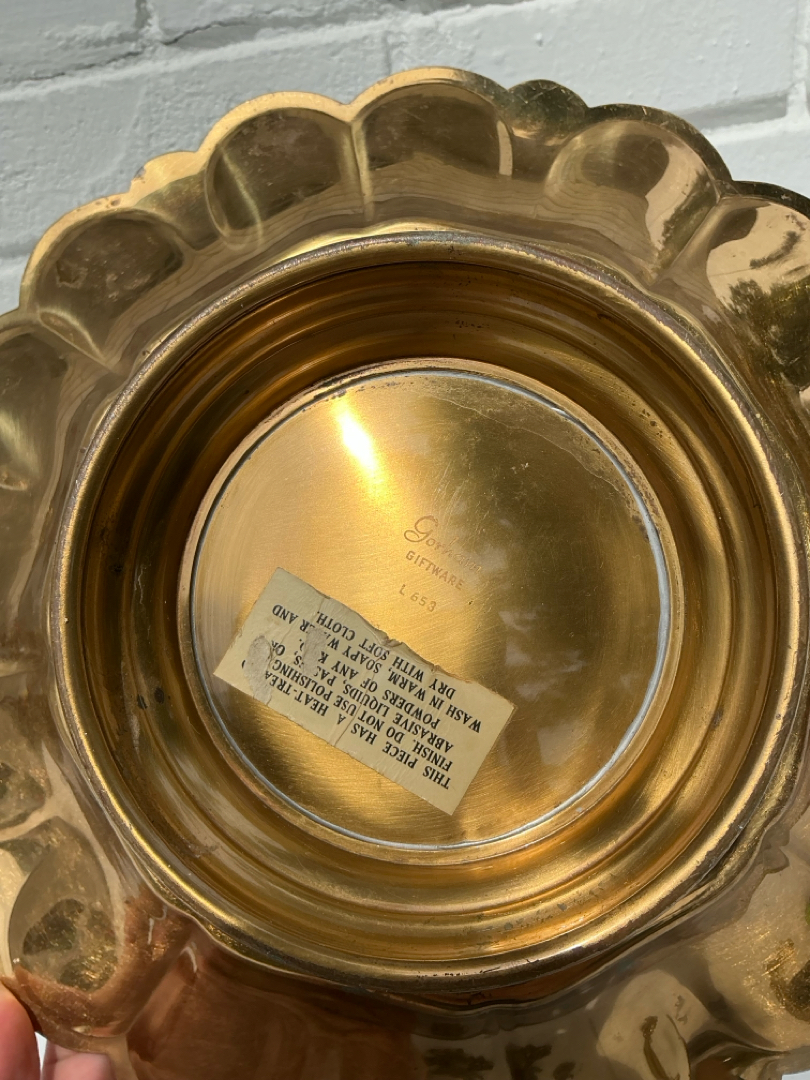 Gorham
GIFTWARE
L 653
THIS PIECE HAS A HEAT-TREATED
FINISH. DO NOT USE POLISHING
ABRASIVE LIQUIDS, PASTES, OR
POWDERS OF ANY KIND.
WASH IN WARM, SOAPY WATER AND
DRY WITH SOFT CLOTH.